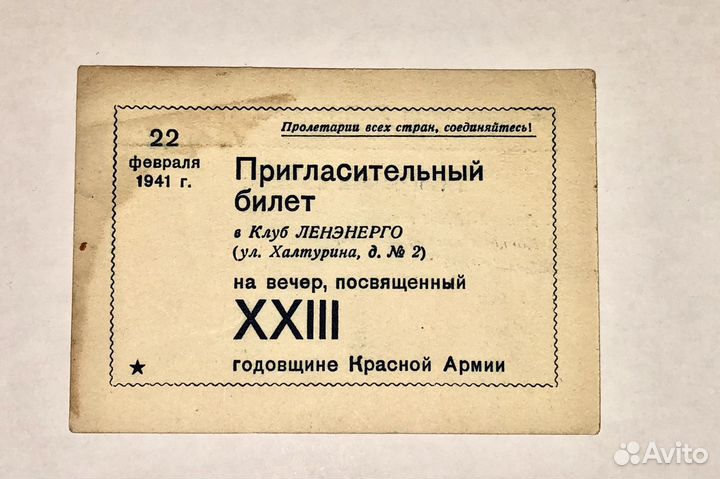 22
февраля
1941 г.
Пролетарии всех стран, соединяйтесь!
Пригласительный
билет
в Клуб ЛЕНЭНЕРГО
(ул. Халтурина, д. № 2)
на вечер, посвященный
XXIII
годовщине Красной Армии
Avito